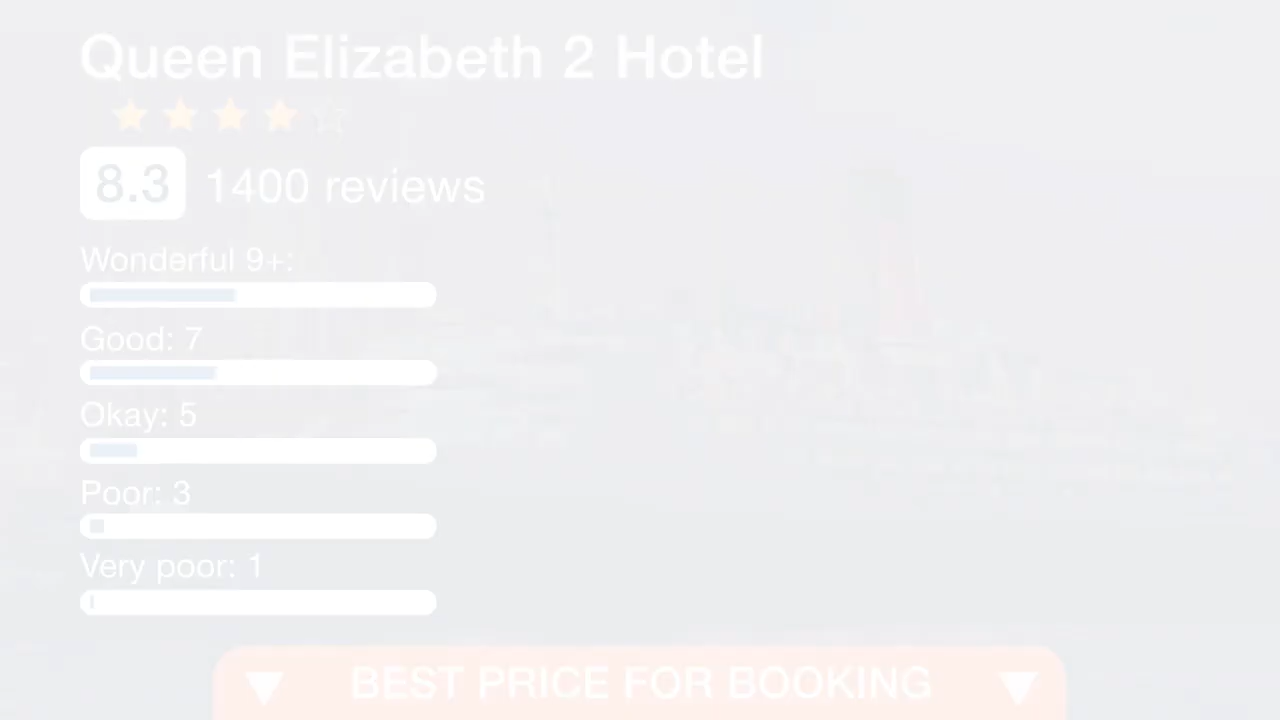 Queen Elizabeth 2 Hotel
8.3 1400 reviews
Wonderful 9+:
Good: 7
Okay: 5
Poor: 3
Very poor: 1
BEST PRICE FOR BOOKING